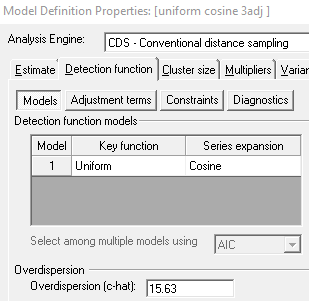 Model Definition Properties: [uniform cosine 3adj ]
Analysis Engine: CDS - Conventional distance sampling
Estimate Detection function Cluster size Multipliers Varian
Models Adjustment terms Constraints Diagnostics
Detection function models
Model Key function Series expansion
1 Uniform Cosine
Select among multiple models using AIC
Overdispersion
Overdispersion (c-hat): 15.63